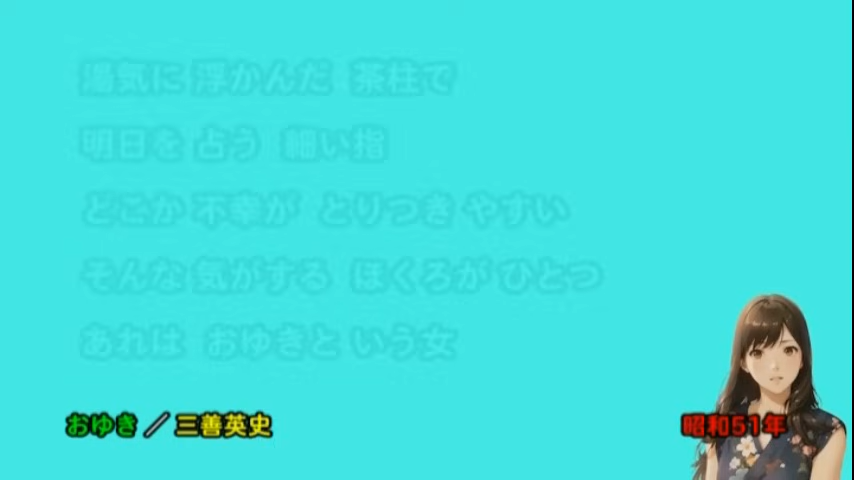 湯気に 浮かんだ 茶柱で
明日を 占う 細い指
どこか 不幸が とりつき やすい
そんな 気がする ほくろが ひとつ
あれは おゆきと いう女
おゆき／三善英史 昭和51年